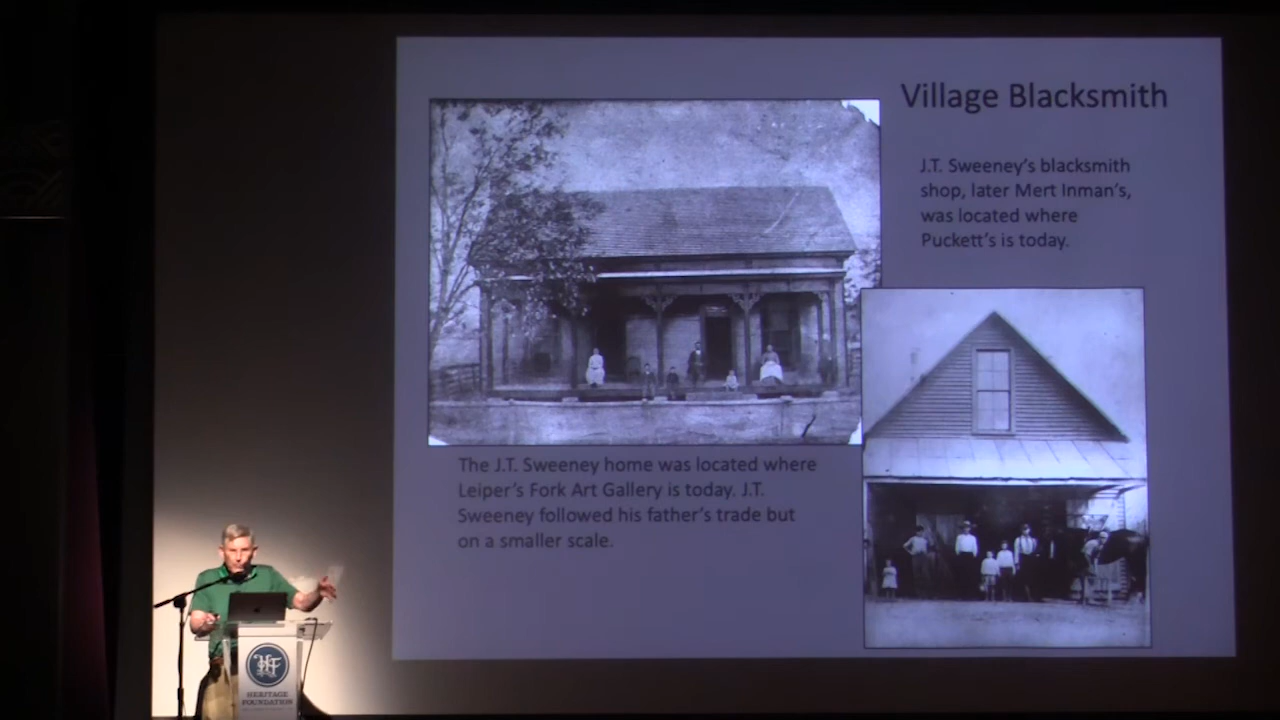 Village Blacksmith
J.T. Sweeney's blacksmith
shop, later Mert Inman's,
was located where
Puckett's is today.
The J.T. Sweeney home was located where
Leiper's Fork Art Gallery is today. J.T.
Sweeney followed his father's trade but
on a smaller scale.
HF
HERITAGE
FOUNDATION